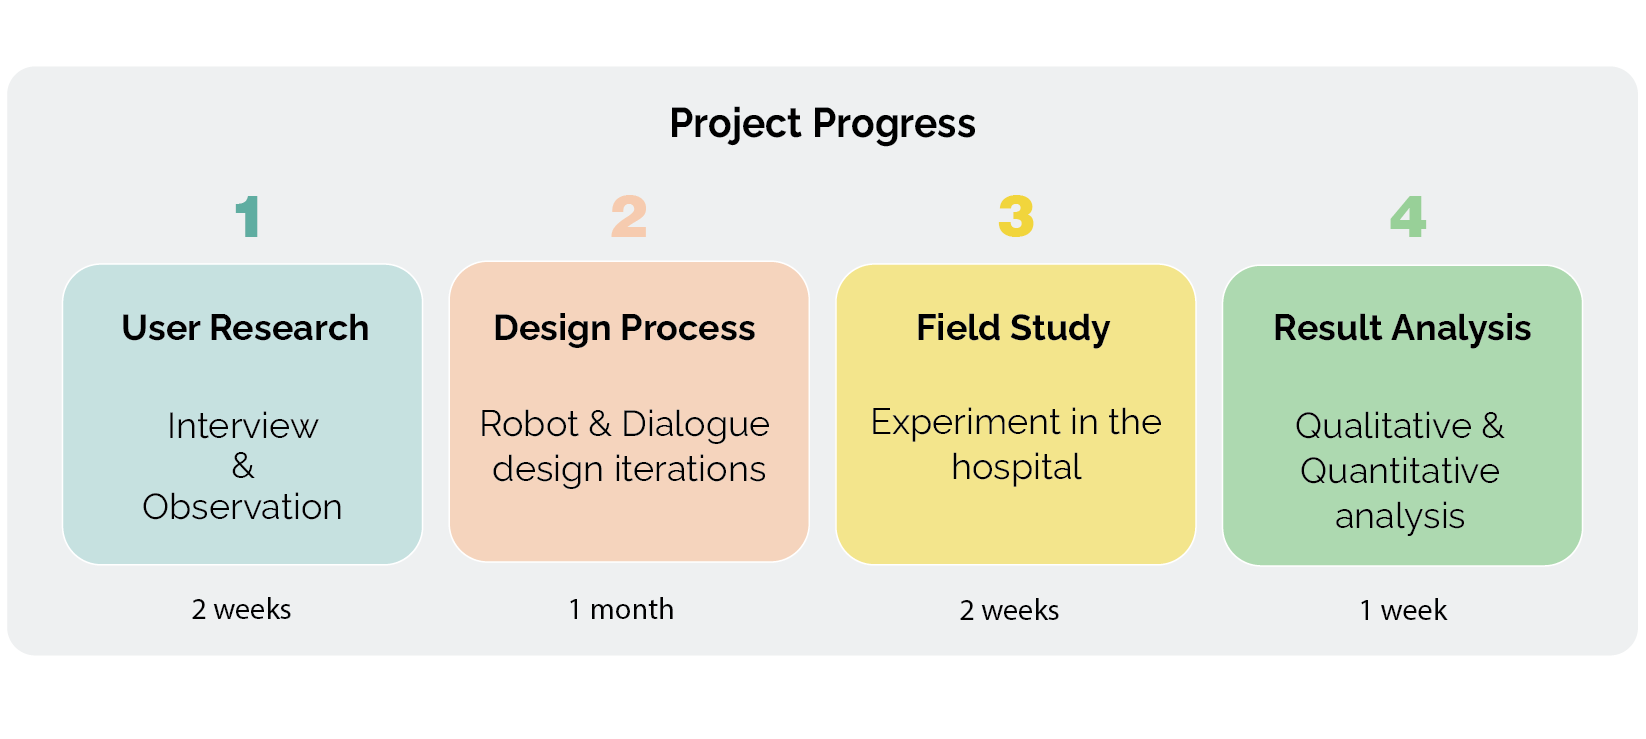 Project Progress
1
2
3
4
User Research
Interview
&
Observation
2 weeks
Design Process
Robot & Dialogue
design iterations
1 month
Field Study
Experiment in the
hospital
2 weeks
Result Analysis
Qualitative &
Quantitative
analysis
1 week